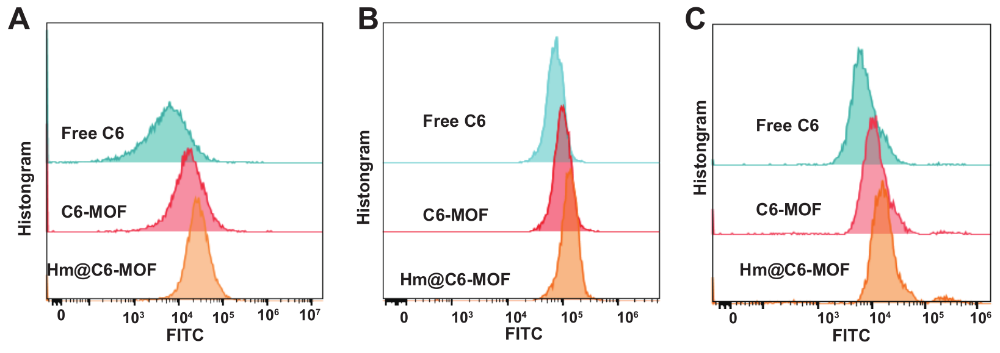 A
Histongram
Free C6
C6-MOF
Hm@C6-MOF
0 10³ 10⁴ 10⁵ 10⁶ 10⁷
FITC
B
Histongram
Free C6
C6-MOF
Hm@C6-MOF
0 10³ 10⁴ 10⁵ 10⁶
FITC
C
Histongram
Free C6
C6-MOF
Hm@C6-MOF
0 10³ 10⁴ 10⁵ 10⁶
FITC